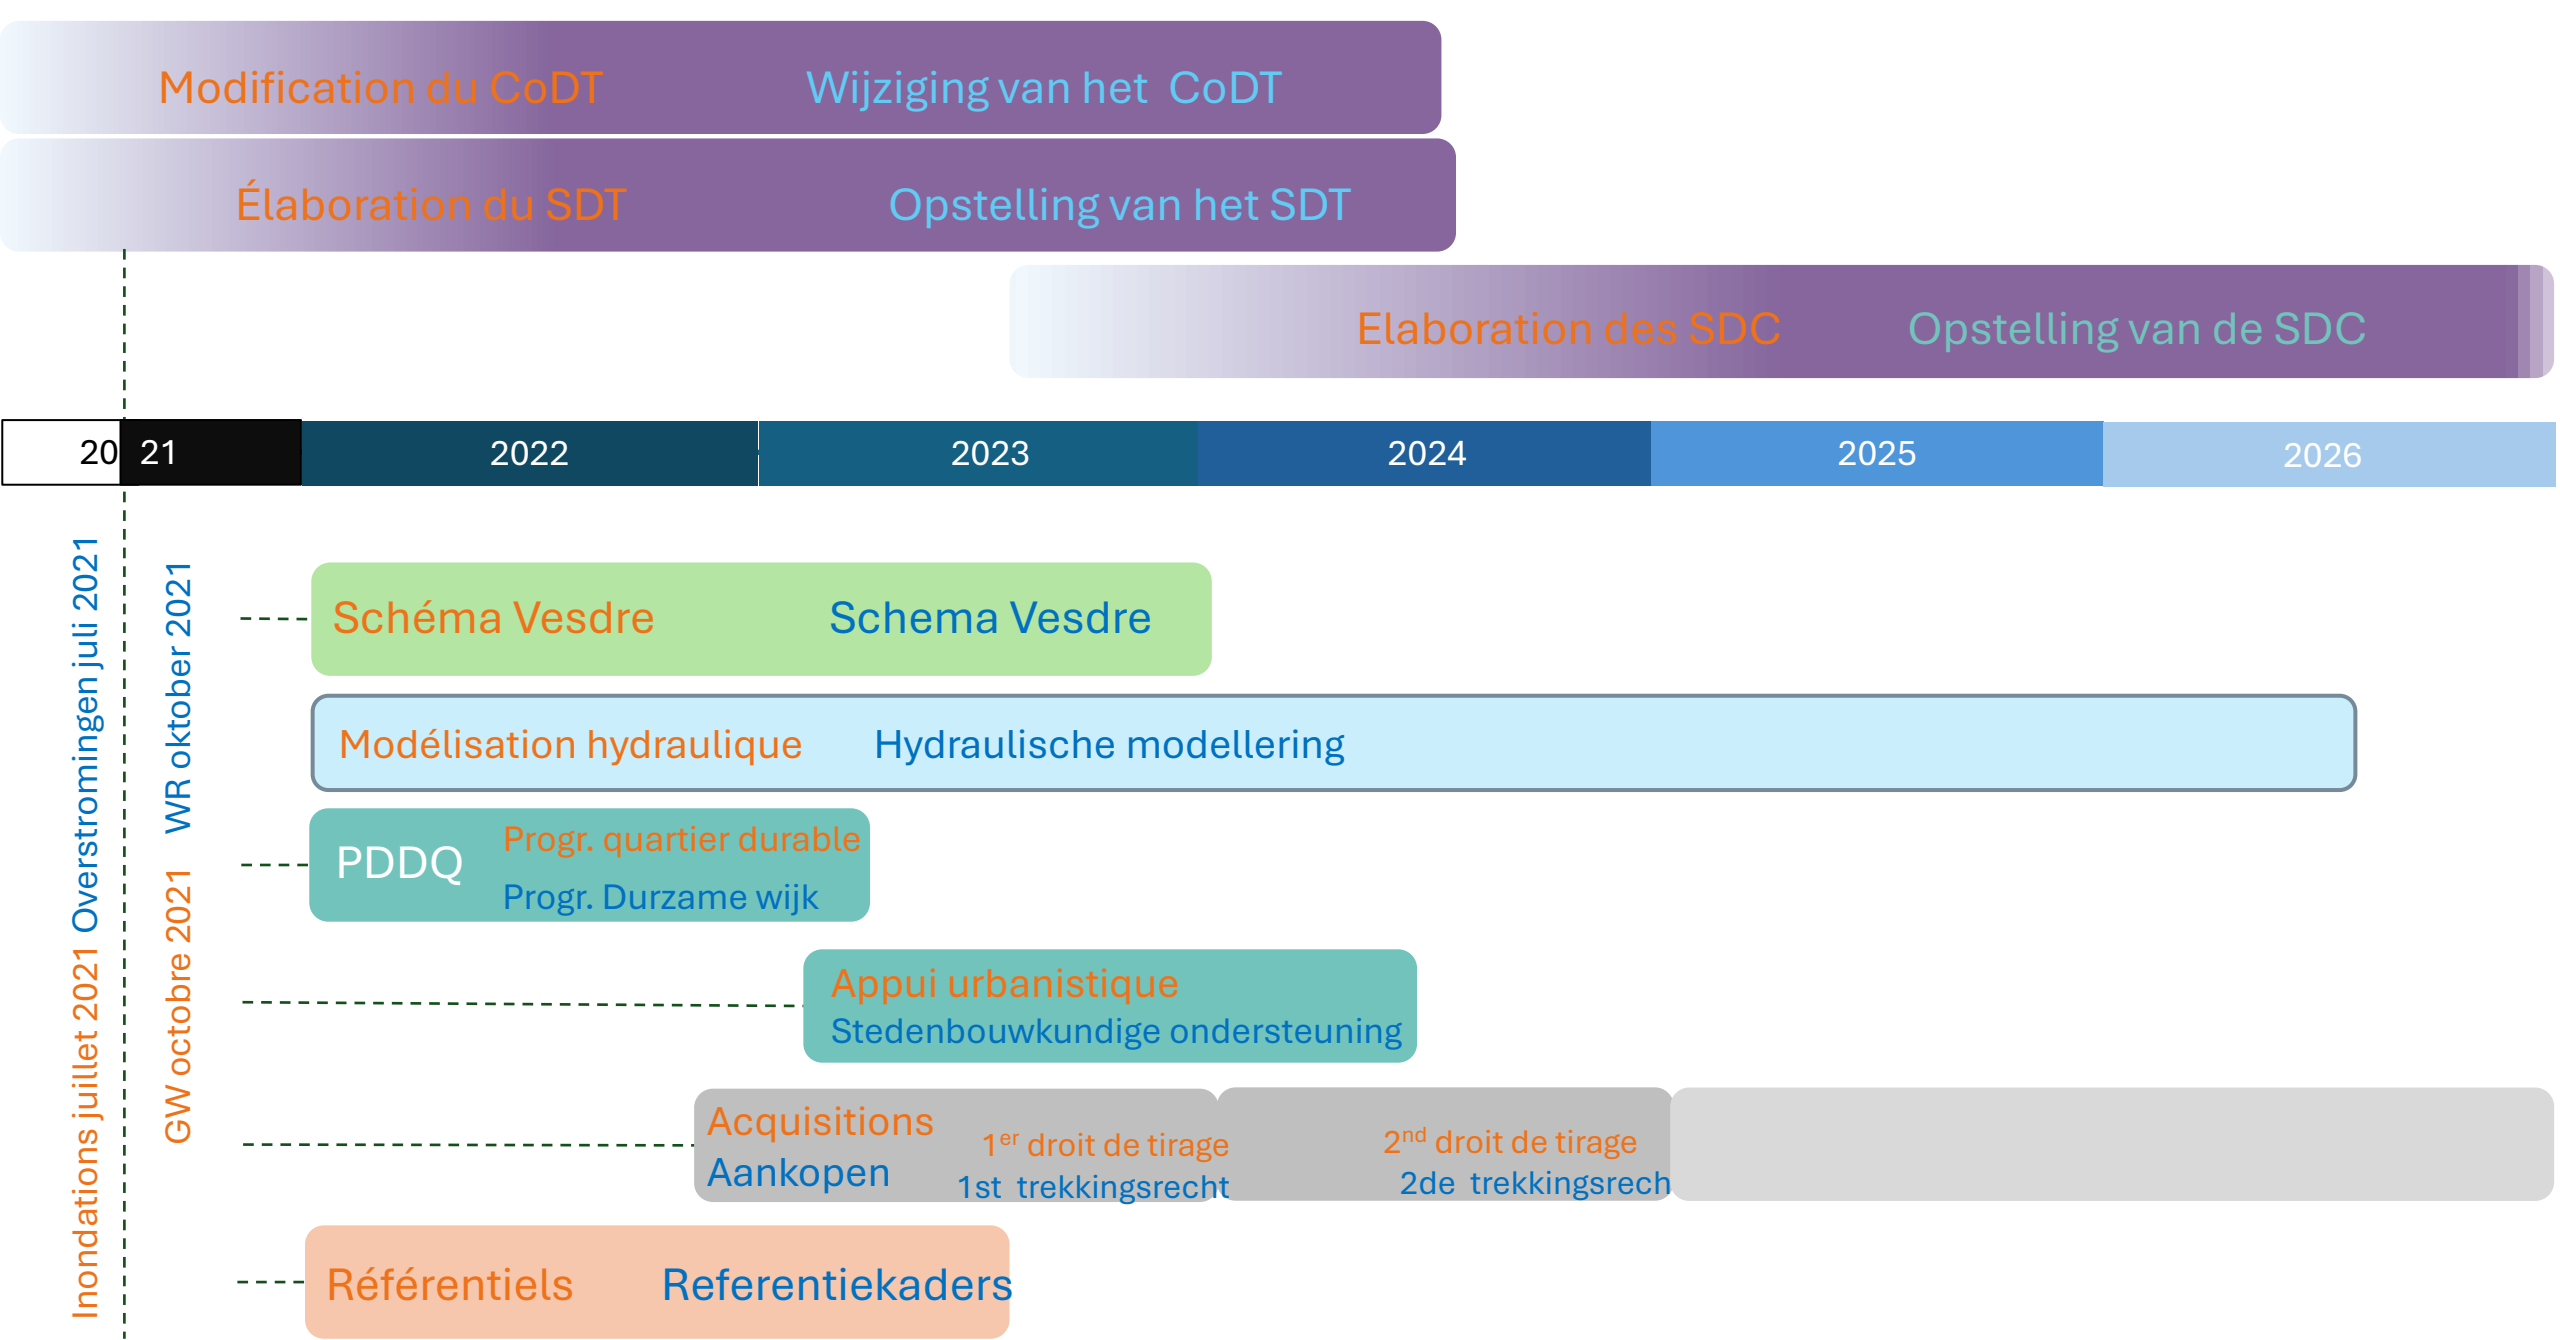 Modification du CoDT Wijziging van het CoDT
Élaboration du SDT Opstelling van het SDT
Elaboration des SDC Opstelling van de SDC
20 21 2022 2023 2024 2025 2026
Inondations juillet 2021 Overstromingen juli 2021
GW octobre 2021 WR oktober 2021
Schéma Vesdre Schema Vesdre
Modélisation hydraulique Hydraulische modellering
PDDQ
Progr. quartier durable
Progr. Durzame wijk
Appui urbanistique
Stedenbouwkundige ondersteuning
Acquisitions
Aankopen
1er droit de tirage
1st trekkingsrecht
2nd droit de tirage
2de trekkingsrech
Référentiels Referentiekaders